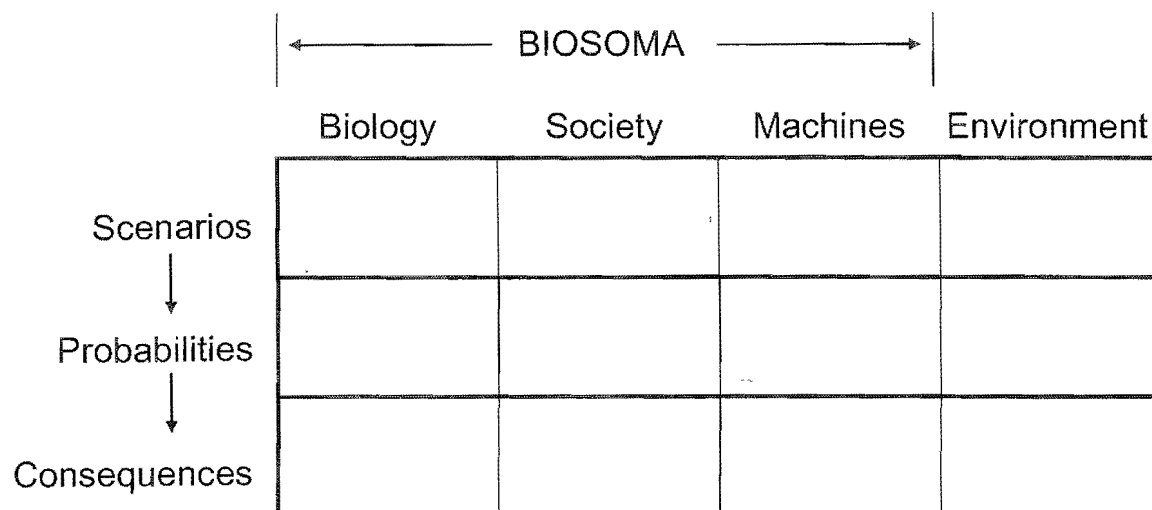 BIOSOMA
Biology Society Machines Environment
Scenarios
Probabilities
Consequences